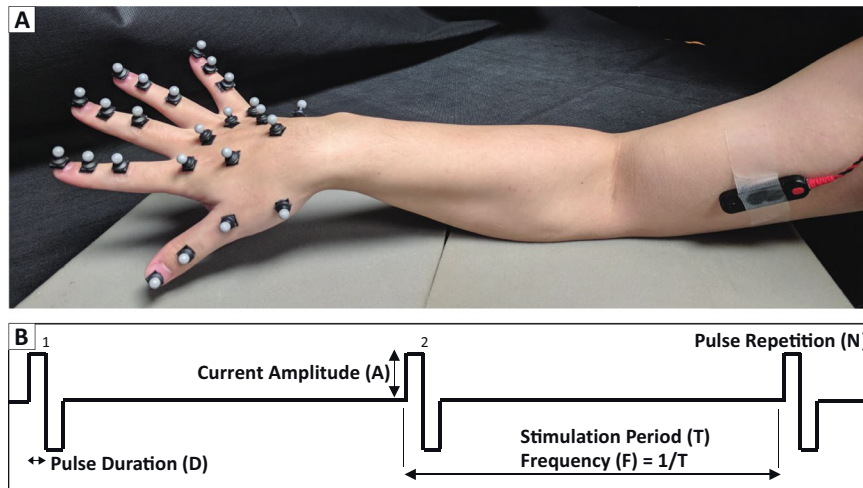 A
B
1
2
Pulse Repetition (N)
Current Amplitude (A)
Stimulation Period (T)
Pulse Duration (D)
Frequency (F) = 1/T